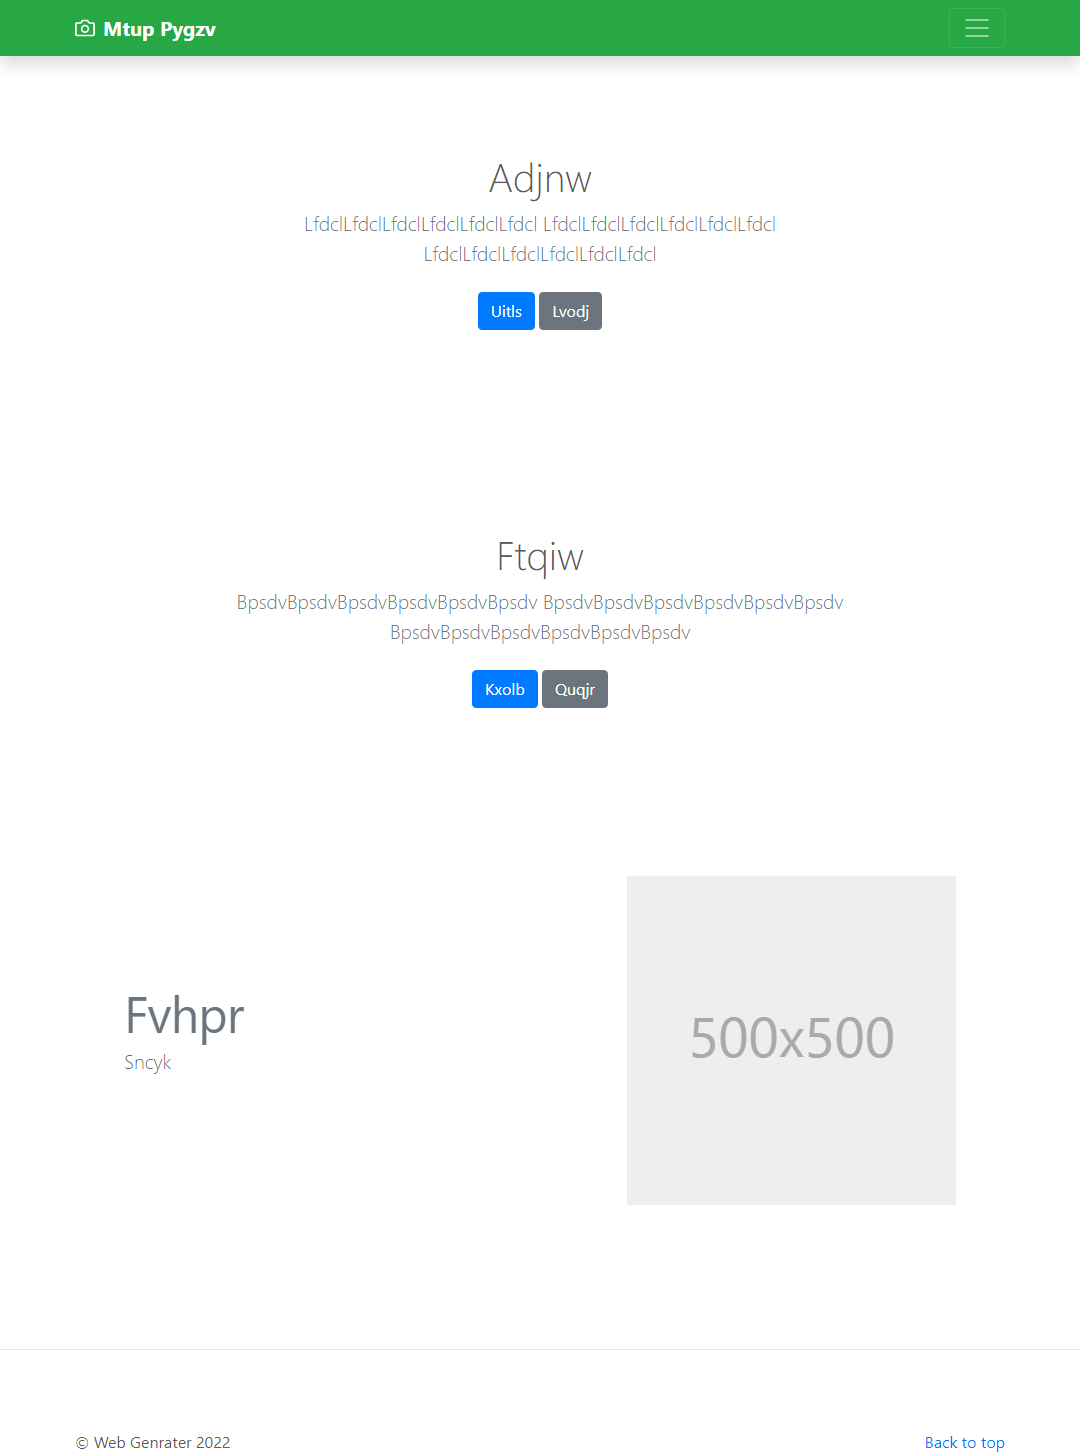 Mtup Pygzv
Adjnw
LfdclLfdclLfdclLfdclLfdclLfdcl LfdclLfdclLfdclLfdclLfdclLfdcl
LfdclLfdclLfdclLfdclLfdclLfdcl
Uitls Lvodj
Ftqiw
BpsdvBpsdvBpsdvBpsdvBpsdvBpsdv BpsdvBpsdvBpsdvBpsdvBpsdvBpsdv
BpsdvBpsdvBpsdvBpsdvBpsdvBpsdv
Kxolb Quqjr
Fvhpr
Sncyk
500x500
© Web Genrater 2022
Back to top